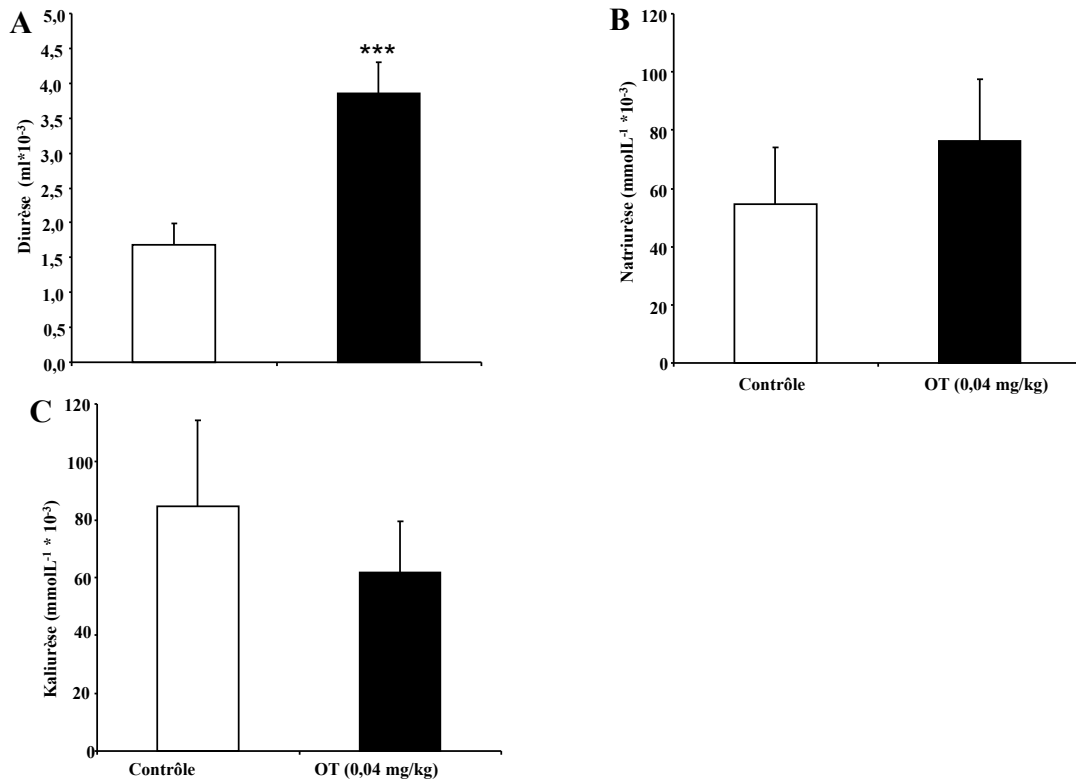 A
5,0
4,5
4,0
3,5
3,0
2,5
2,0
1,5
1,0
0,5
0,0
Diurèse (ml*10⁻³)
***
B
120
100
80
60
40
20
0
Natriurèse (mmolL⁻¹ *10⁻³)
Contrôle
OT (0,04 mg/kg)
C
120
100
80
60
40
20
0
Kaliurèse (mmolL⁻¹ * 10⁻³)
Contrôle
OT (0,04 mg/kg)